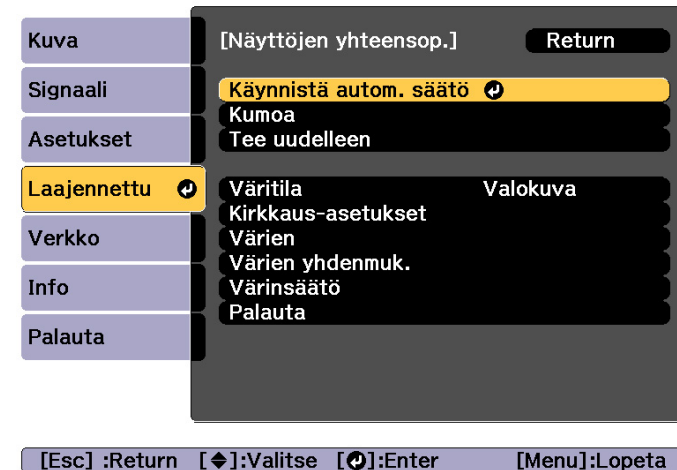 Kuva
Signaali
Asetukset
Laajennettu
Verkko
Info
Palauta
[Näyttöjen yhteensop.] Return
Käynnistä autom. säätö
Kumoa
Tee uudelleen
Väritila Valokuva
Kirkkaus-asetukset
Värien
Värien yhdenmuk.
Värinsäätö
Palauta
[Esc] :Return [◆]:Valitse [↵]:Enter [Menu]:Lopeta